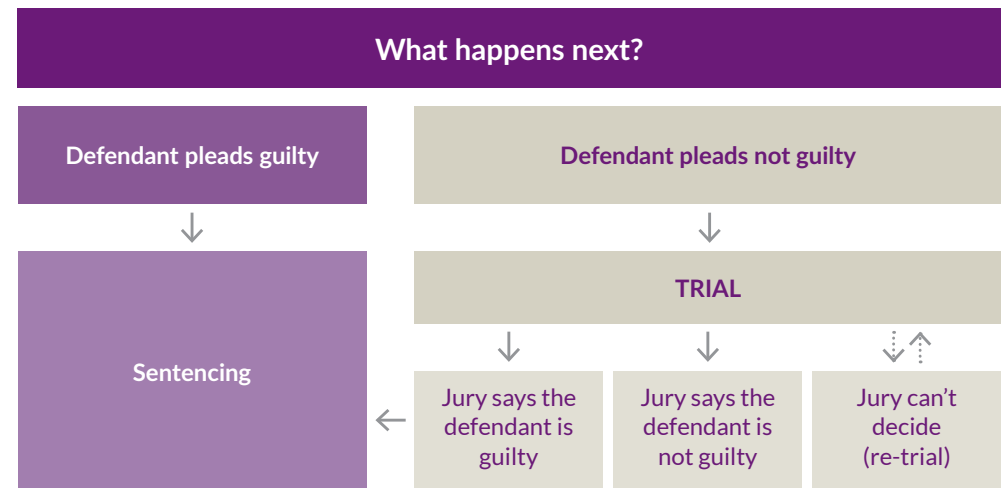 What happens next?
Defendant pleads guilty
Defendant pleads not guilty
Sentencing
TRIAL
Jury says the
defendant is
guilty
Jury says the
defendant is
not guilty
Jury can’t
decide
(re-trial)